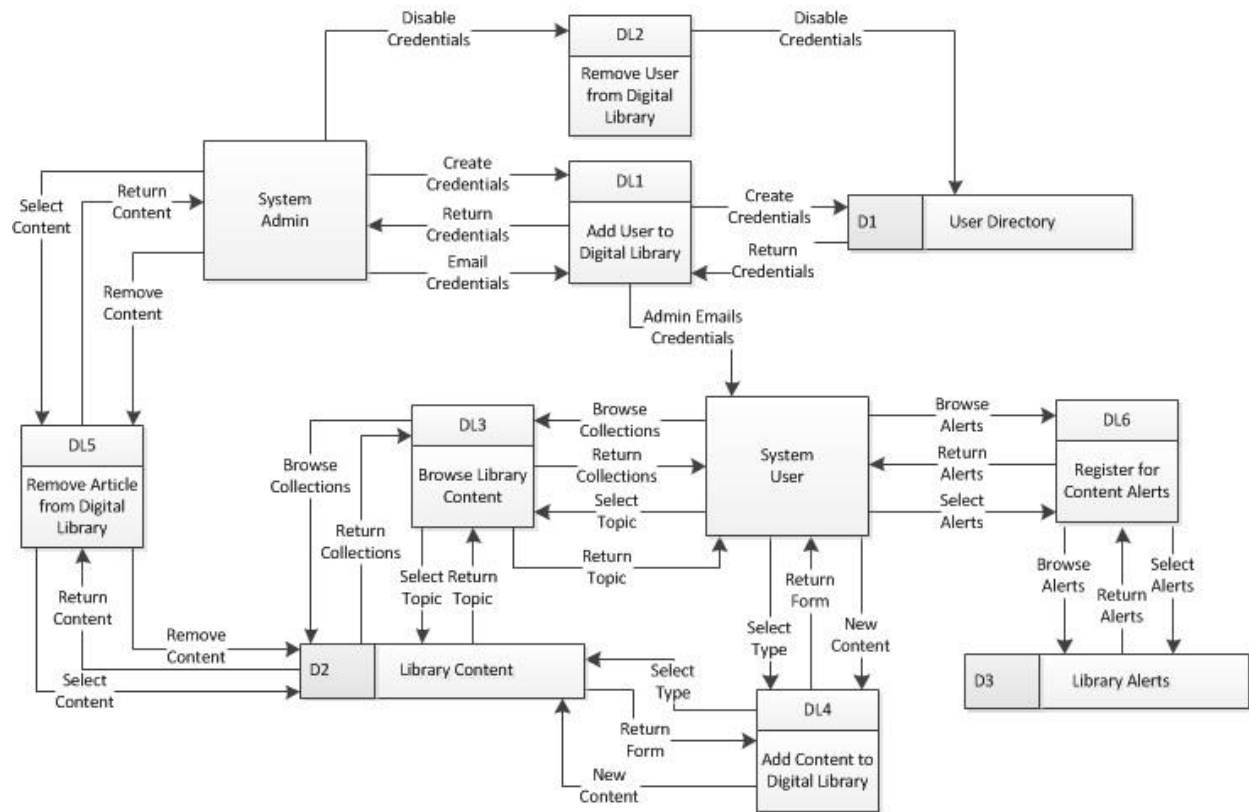 Disable
Credentials
DL2
Disable
Credentials
Remove User
from Digital
Library
System
Admin
Create
Credentials
Return
Credentials
Email
Credentials
DL1
Add User to
Digital Library
Create
Credentials
Return
Credentials
D1
User Directory
Select
Content
Return
Content
Remove
Content
Admin Emails
Credentials
DL5
Remove Article
from Digital
Library
Browse
Collections
Return
Collections
DL3
Browse Library
Content
Browse
Collections
Return
Collections
Select
Topic
Return
Topic
System
User
Browse
Alerts
Return
Alerts
Select
Alerts
DL6
Register for
Content Alerts
Select
Topic
Return
Topic
Return
Content
Remove
Content
Select
Content
D2
Library Content
Select
Type
Return
Form
New
Content
Select
Type
Return
Form
New
Content
DL4
Add Content to
Digital Library
Browse
Alerts
Return
Alerts
Select
Alerts
D3
Library Alerts